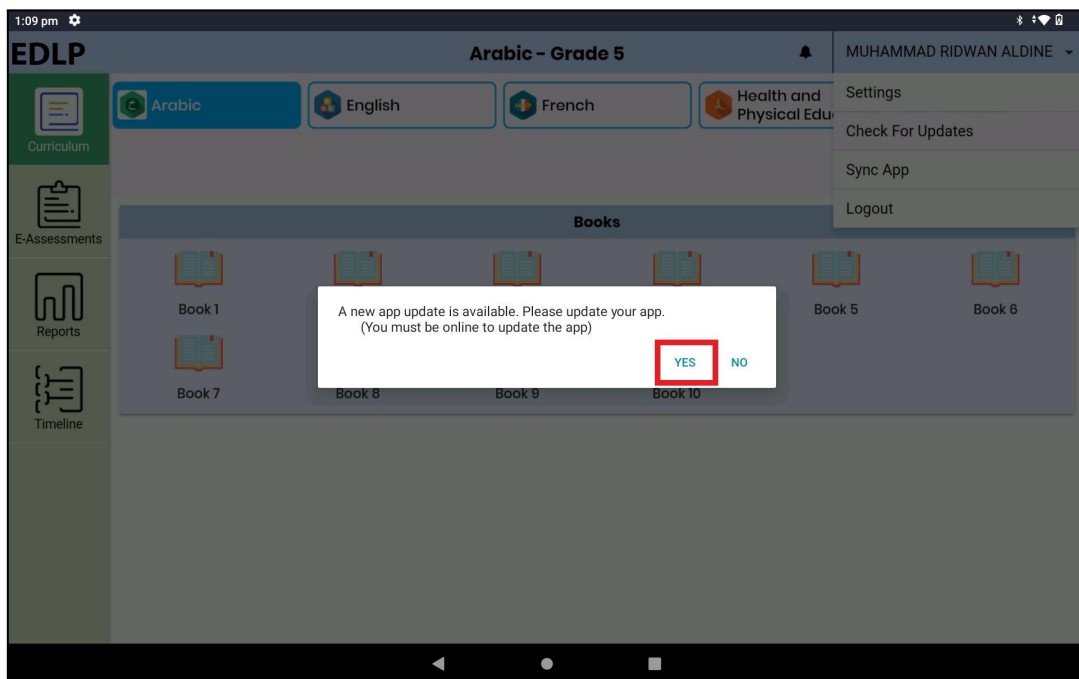 1:09 pm
EDLP
Arabic - Grade 5
MUHAMMAD RIDWAN ALDINE
Curriculum
E-Assessments
Reports
Timeline
Arabic
English
French
Health and
Physical Edu
Settings
Check For Updates
Sync App
Logout
Books
Book 1
Book 5
Book 6
Book 7
Book 8
Book 9
Book 10
A new app update is available. Please update your app.
(You must be online to update the app)
YES
NO